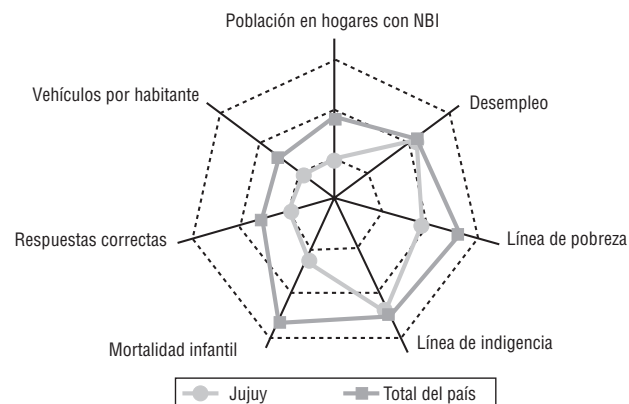 Población en hogares con NBI
Vehículos por habitante
Desempleo
Respuestas correctas
Línea de pobreza
Mortalidad infantil
Línea de indigencia
Jujuy
Total del país